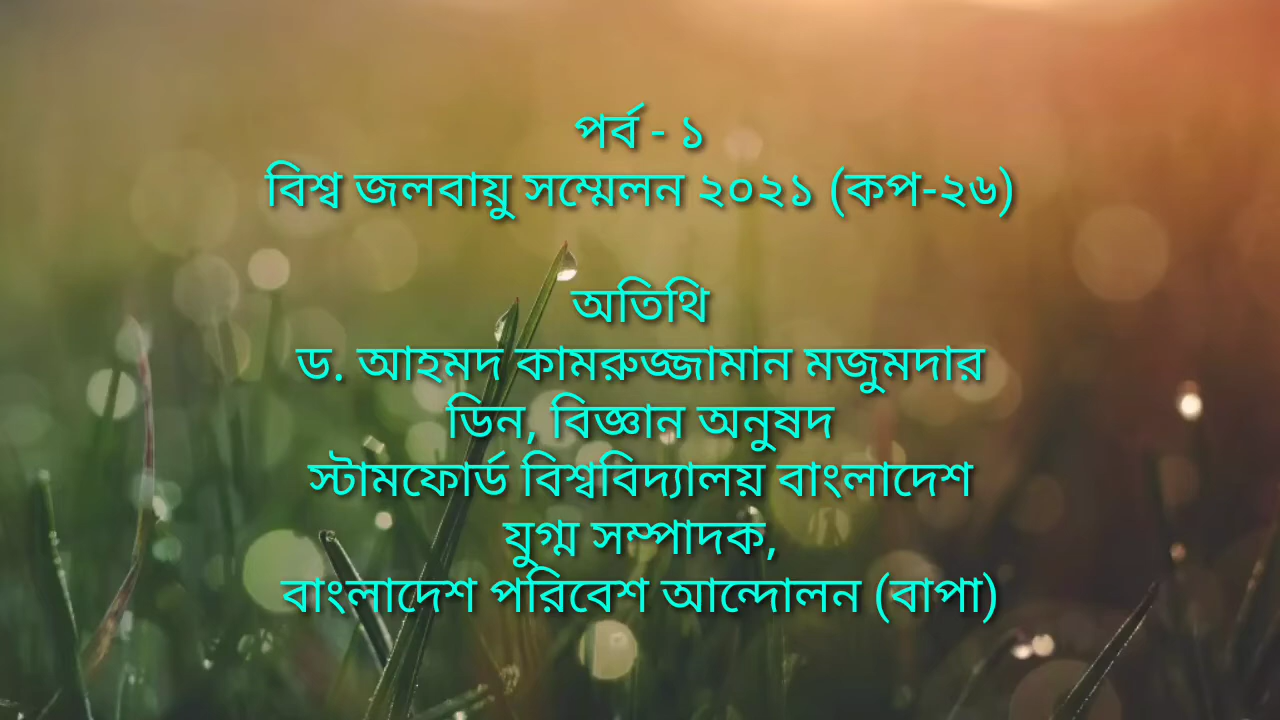 পর্ব - ১
বিশ্ব জলবায়ু সম্মেলন ২০২১ (কপ-২৬)
অতিথি
ড. আহমদ কামরুজ্জামান মজুমদার
ডিন, বিজ্ঞান অনুষদ
স্টামফোর্ড বিশ্ববিদ্যালয় বাংলাদেশ
যুগ্ম সম্পাদক,
বাংলাদেশ পরিবেশ আন্দোলন (বাপা)